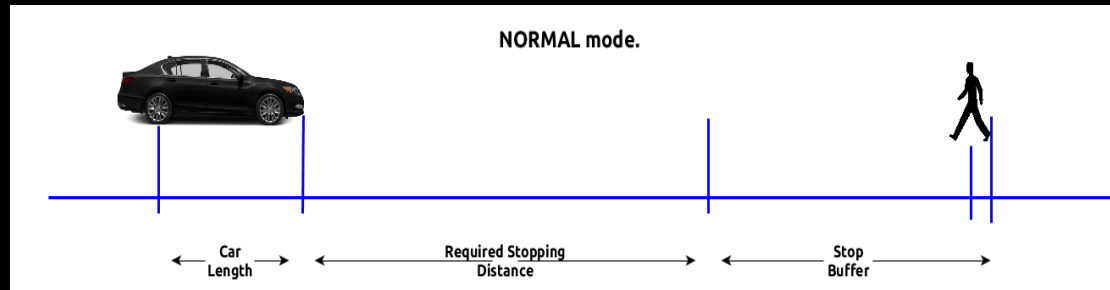 NORMAL mode.
Car
Length
Required Stopping
Distance
Stop
Buffer